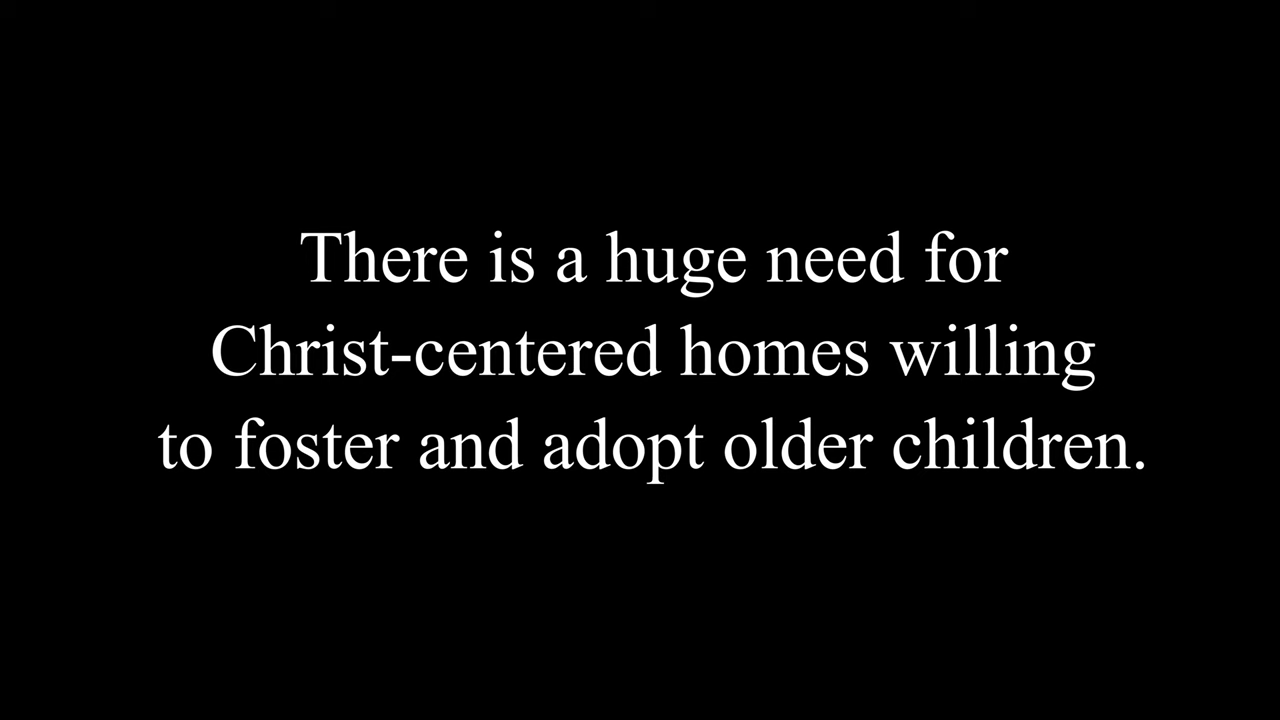 There is a huge need for
Christ-centered homes willing
to foster and adopt older children.